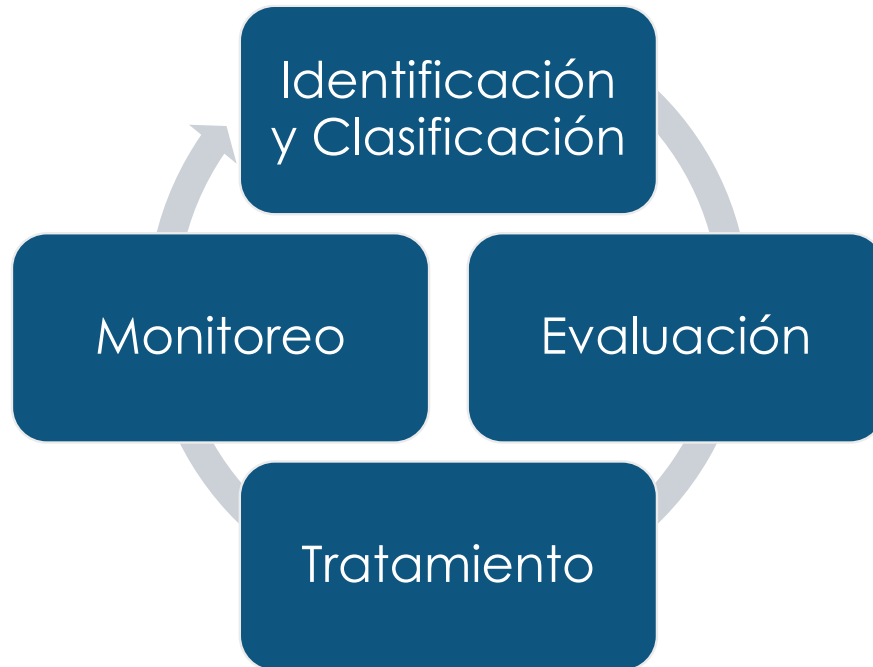 Identificación
y Clasificación
Monitoreo
Evaluación
Tratamiento